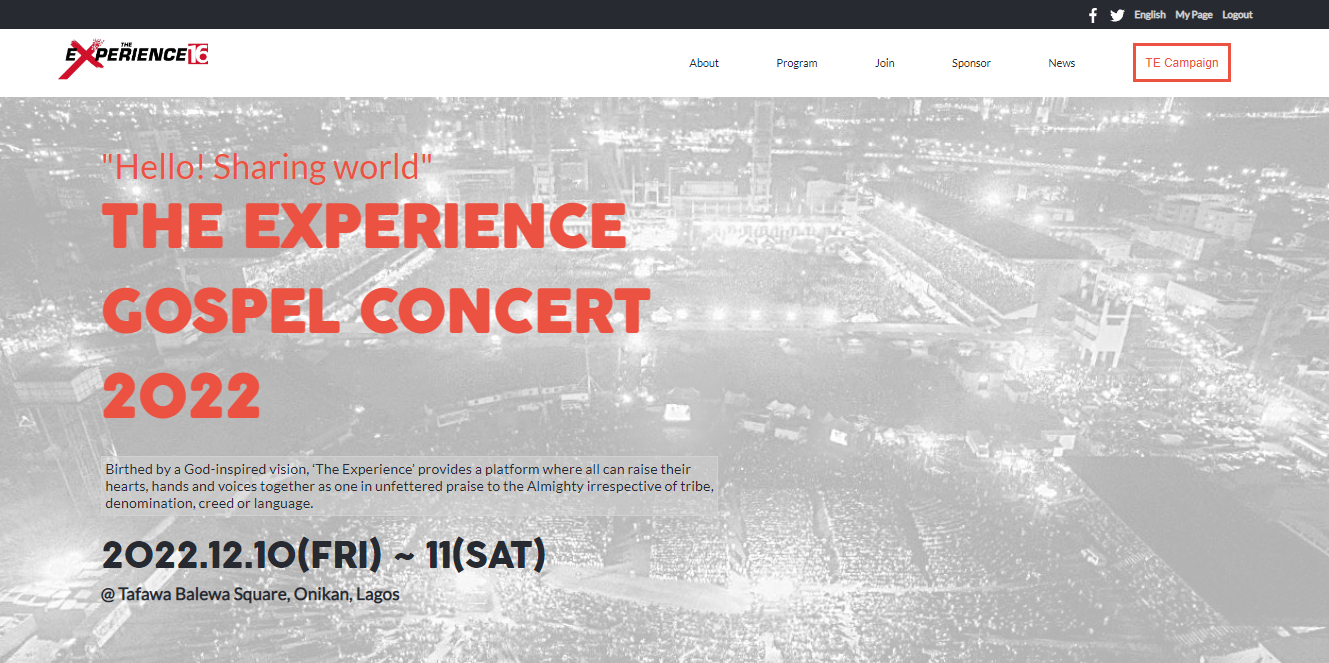 English My Page Logout
THE
EXPERIENCE 16
About Program Join Sponsor News TE Campaign
"Hello! Sharing world"
THE EXPERIENCE
GOSPEL CONCERT
2022
Birthed by a God-inspired vision, ‘The Experience’ provides a platform where all can raise their
hearts, hands and voices together as one in unfettered praise to the Almighty irrespective of tribe,
denomination, creed or language.
2022.12.10(FRI) ~ 11(SAT)
@ Tafawa Balewa Square, Onikan, Lagos